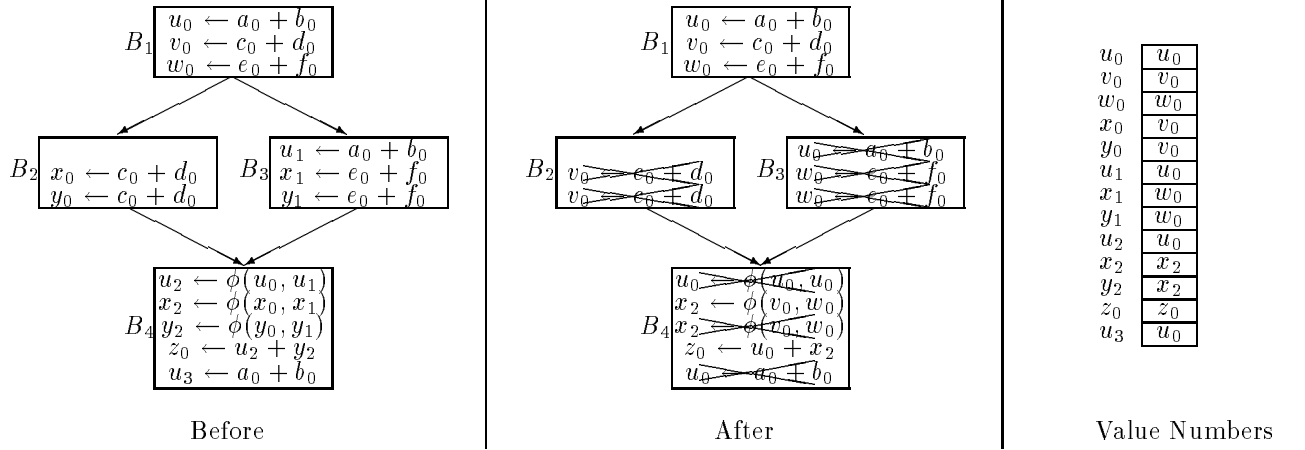 u₀ ← a₀ + b₀
B₁ v₀ ← c₀ + d₀
w₀ ← e₀ + f₀
B₂ x₀ ← c₀ + d₀
y₀ ← c₀ + d₀
u₁ ← a₀ + b₀
B₃ x₁ ← e₀ + f₀
y₁ ← e₀ + f₀
u₂ ← ϕ(u₀, u₁)
x₂ ← ϕ(x₀, x₁)
B₄ y₂ ← ϕ(y₀, y₁)
z₀ ← u₂ + y₂
u₃ ← a₀ + b₀
Before
u₀ ← a₀ + b₀
B₁ v₀ ← c₀ + d₀
w₀ ← e₀ + f₀
B₂ v₀ ← c₀ + d₀
v₀ ← c₀ + d₀
u₀ ← a₀ + b₀
B₃ w₀ ← e₀ + f₀
w₀ ← e₀ + f₀
u₀ ← ϕ(u₀, u₀)
x₂ ← ϕ(v₀, w₀)
B₄ x₂ ← ϕ(v₀, w₀)
z₀ ← u₀ + x₂
u₀ ← a₀ + b₀
After
u₀ u₀
v₀ v₀
w₀ w₀
x₀ v₀
y₀ v₀
u₁ u₀
x₁ w₀
y₁ w₀
u₂ u₀
x₂ x₂
y₂ x₂
z₀ z₀
u₃ u₀
Value Numbers